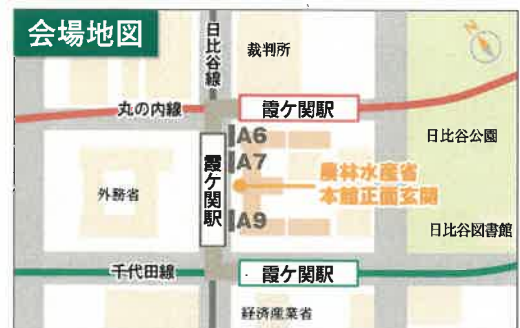 会場地図
日比谷線
裁判所
N
丸の内線
霞ケ関駅
A6
日比谷公園
A7
霞ケ関駅
農林水産省
本館正面玄関
外務省
A9
日比谷図書館
千代田線
霞ケ関駅
経済産業省